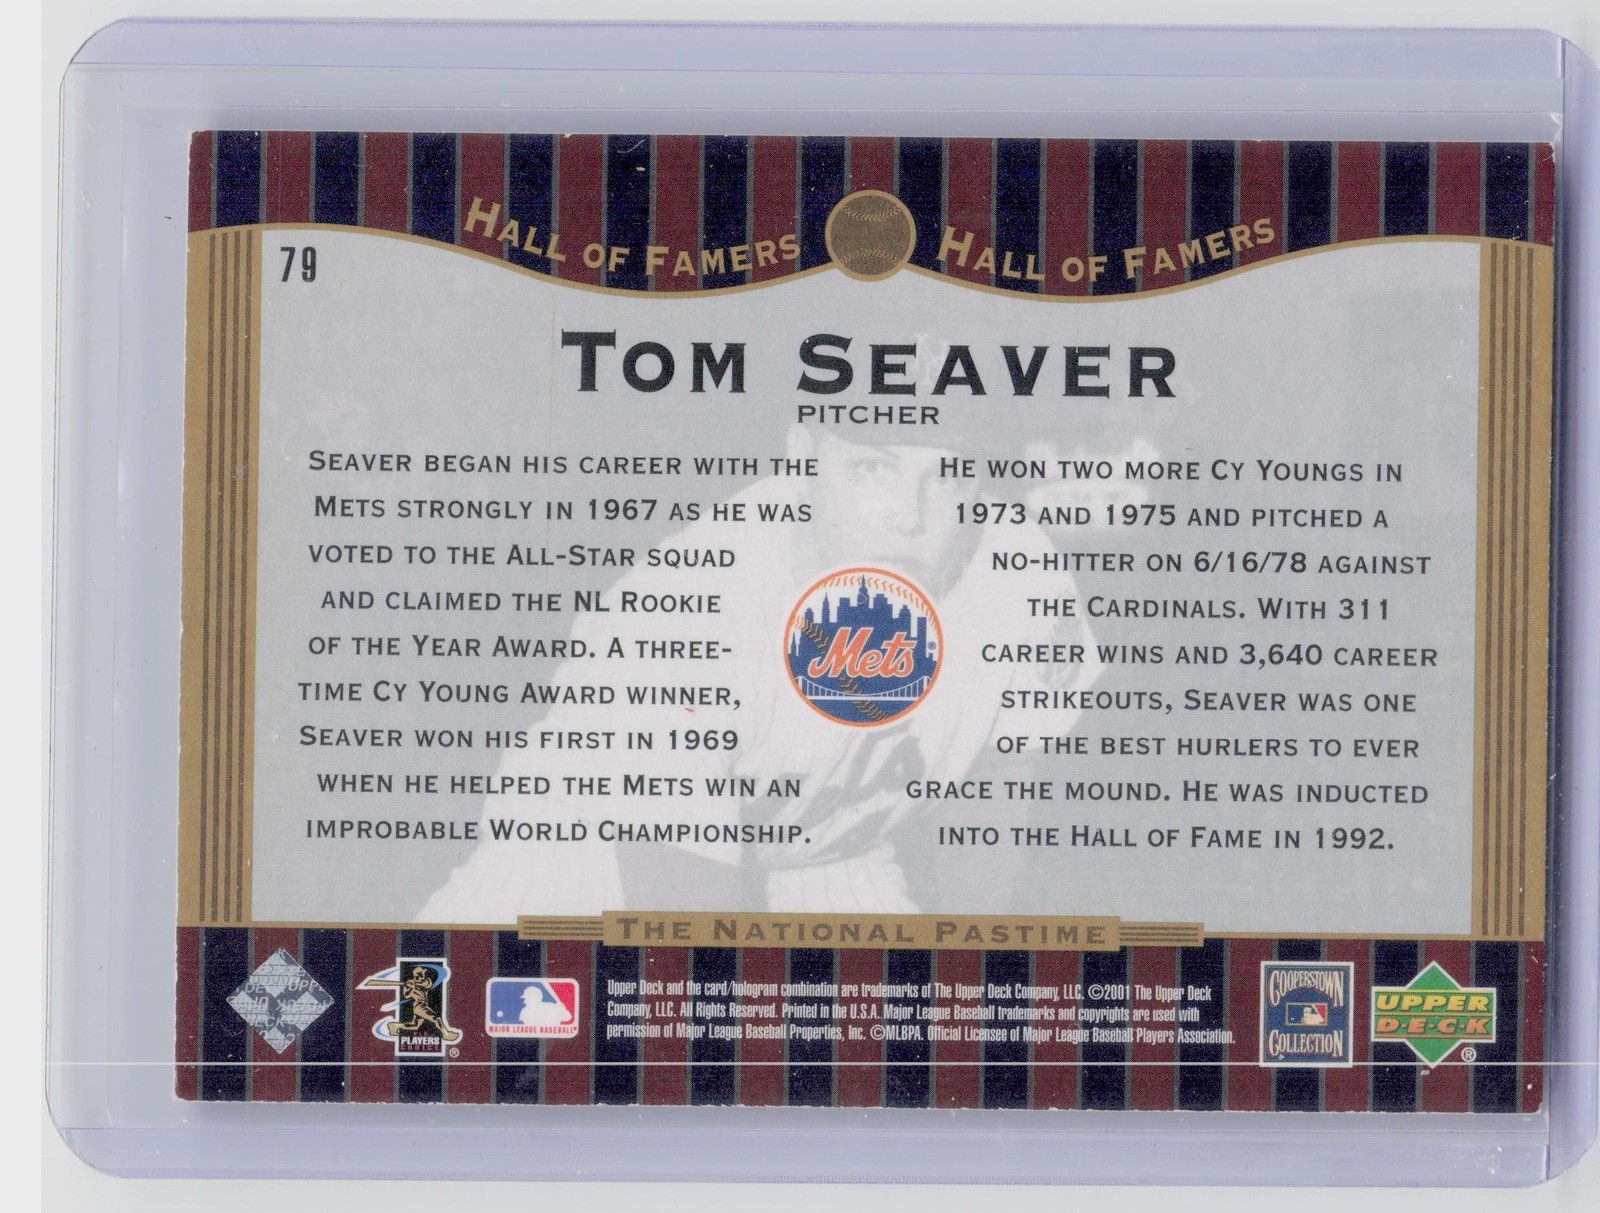 79
HALL OF FAMERS HALL OF FAMERS
TOM SEAVER
PITCHER
SEAVER BEGAN HIS CAREER WITH THE
METS STRONGLY IN 1967 AS HE WAS
VOTED TO THE ALL-STAR SQUAD
AND CLAIMED THE NL ROOKIE
OF THE YEAR AWARD. A THREE-
TIME CY YOUNG AWARD WINNER,
SEAVER WON HIS FIRST IN 1969
WHEN HE HELPED THE METS WIN AN
IMPROBABLE WORLD CHAMPIONSHIP.
Mets®
HE WON TWO MORE CY YOUNGS IN
1973 AND 1975 AND PITCHED A
NO-HITTER ON 6/16/78 AGAINST
THE CARDINALS. WITH 311
CAREER WINS AND 3,640 CAREER
STRIKEOUTS, SEAVER WAS ONE
OF THE BEST HURLERS TO EVER
GRACE THE MOUND. HE WAS INDUCTED
INTO THE HALL OF FAME IN 1992.
THE NATIONAL PASTIME
PLAYERS
CHOICE ®
MAJOR LEAGUE BASEBALL®
Upper Deck and the card/hologram combination are trademarks of The Upper Deck Company, LLC. ©2001 The Upper Deck
Company, LLC. All Rights Reserved. Printed in the U.S.A. Major League Baseball trademarks and copyrights are used with
permission of Major League Baseball Properties, Inc. ©MLBPA. Official Licensee of Major League Baseball Players Association.
COOPERSTOWN
COLLECTION
UPPER
DECK ®